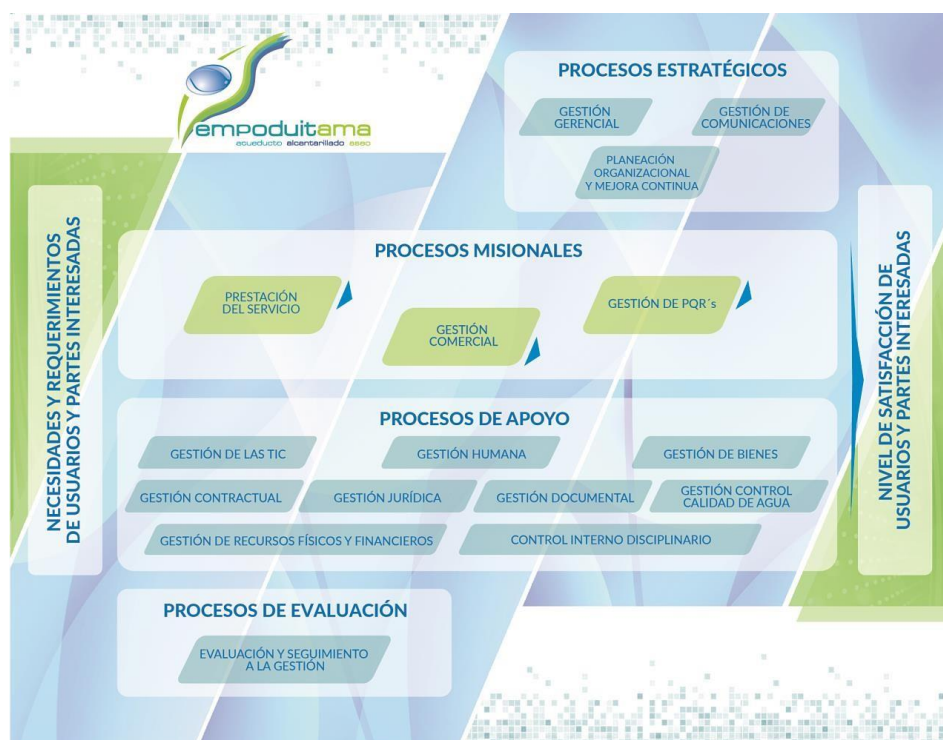 empoduitama
acueducto alcantarillado aseo
PROCESOS ESTRATÉGICOS
GESTIÓN
GERENCIAL
GESTIÓN DE
COMUNICACIONES
PLANEACIÓN
ORGANIZACIONAL
Y MEJORA CONTINUA
NECESIDADES Y REQUERIMIENTOS
DE USUARIOS Y PARTES INTERESADAS
PROCESOS MISIONALES
PRESTACIÓN
DEL SERVICIO
GESTIÓN
COMERCIAL
GESTIÓN DE PQR´s
PROCESOS DE APOYO
GESTIÓN DE LAS TIC
GESTIÓN HUMANA
GESTIÓN DE BIENES
GESTIÓN CONTRACTUAL
GESTIÓN JURÍDICA
GESTIÓN DOCUMENTAL
GESTIÓN CONTROL
CALIDAD DE AGUA
GESTIÓN DE RECURSOS FÍSICOS Y FINANCIEROS
CONTROL INTERNO DISCIPLINARIO
PROCESOS DE EVALUACIÓN
EVALUACIÓN Y SEGUIMIENTO
A LA GESTIÓN
NIVEL DE SATISFACCIÓN DE
USUARIOS Y PARTES INTERESADAS